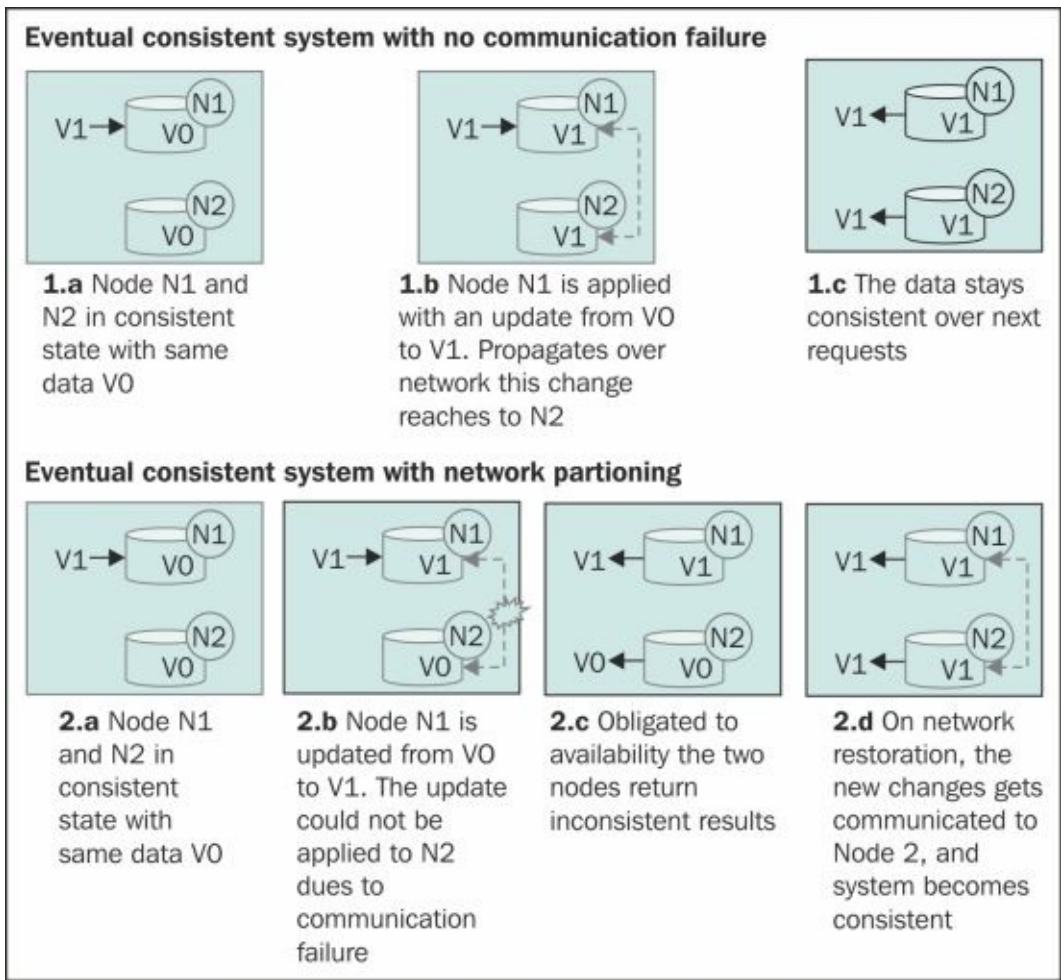 Eventual consistent system with no communication failure
N1
V1
V0
N2
V0
1.a Node N1 and
N2 in consistent
state with same
data V0
N1
V1
V1
N2
V1
1.b Node N1 is applied
with an update from V0
to V1. Propagates over
network this change
reaches to N2
N1
V1
V1
N2
V1
V1
1.c The data stays
consistent over next
requests
Eventual consistent system with network partioning
N1
V1
V0
N2
V0
2.a Node N1
and N2 in
consistent
state with
same data V0
N1
V1
V1
N2
V0
2.b Node N1 is
updated from V0
to V1. The update
could not be
applied to N2
dues to
communication
failure
N1
V1
V1
N2
V0
V0
2.c Obligated to
availability the two
nodes return
inconsistent results
N1
V1
V1
N2
V1
V1
2.d On network
restoration, the
new changes gets
communicated to
Node 2, and
system becomes
consistent